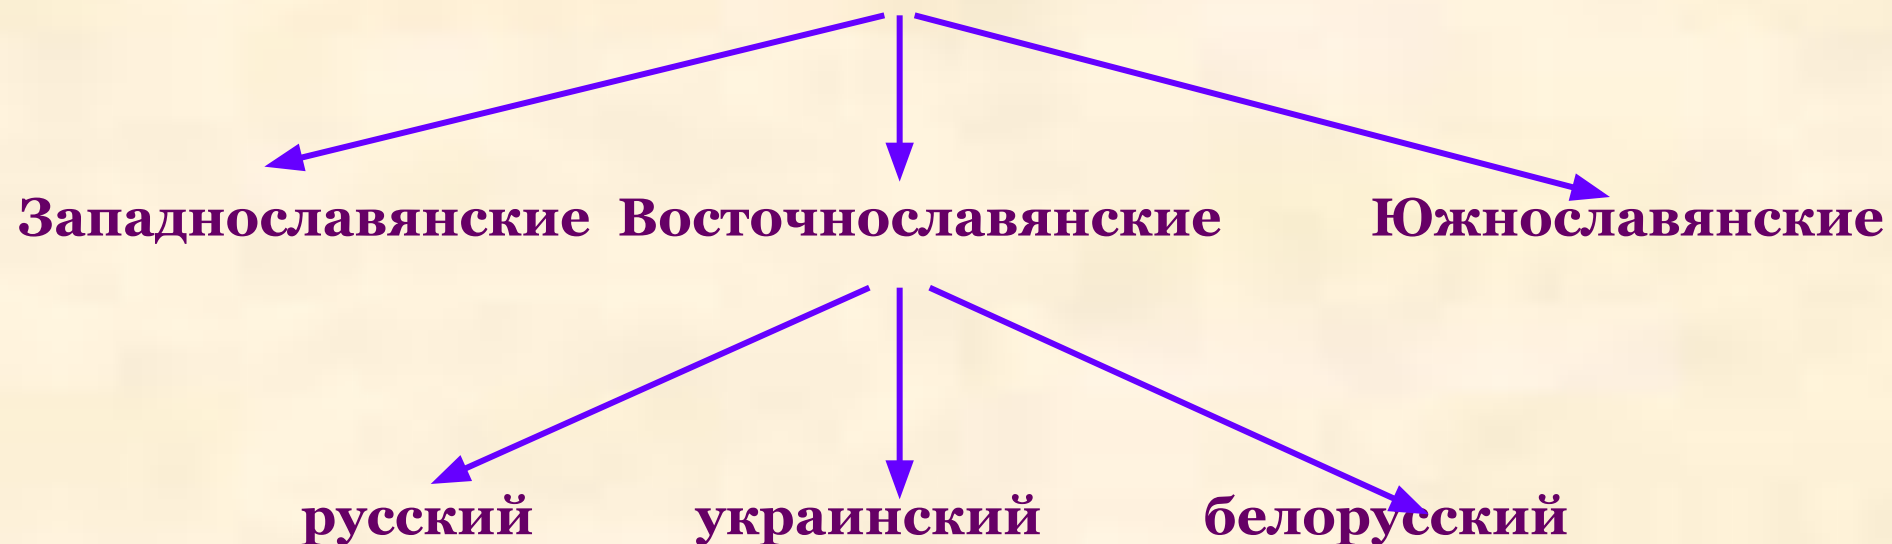 Западнославянские Восточнославянские Южнославянские
русский украинский белорусский